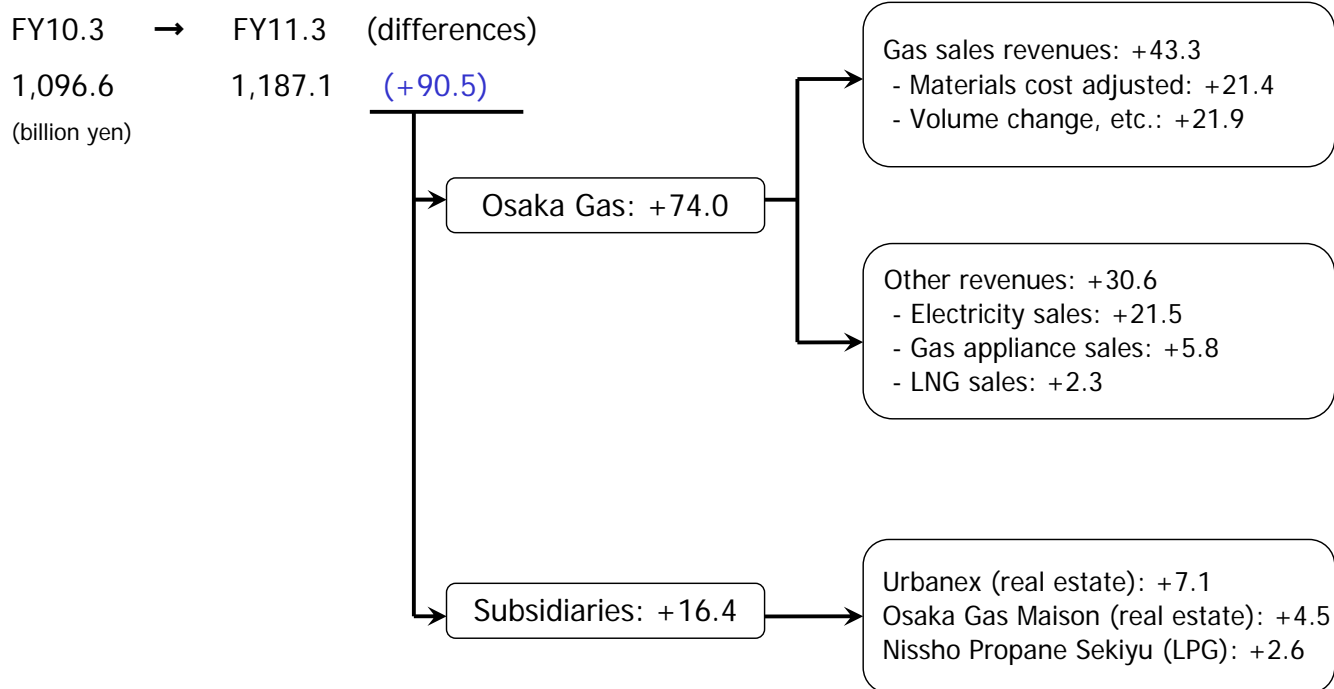 FY10.3 → FY11.3 (differences)
1,096.6 1,187.1 (+90.5)
(billion yen)
Osaka Gas: +74.0
Gas sales revenues: +43.3
- Materials cost adjusted: +21.4
- Volume change, etc.: +21.9
Other revenues: +30.6
- Electricity sales: +21.5
- Gas appliance sales: +5.8
- LNG sales: +2.3
Subsidiaries: +16.4
Urbanex (real estate): +7.1
Osaka Gas Maison (real estate): +4.5
Nissho Propane Sekiyu (LPG): +2.6